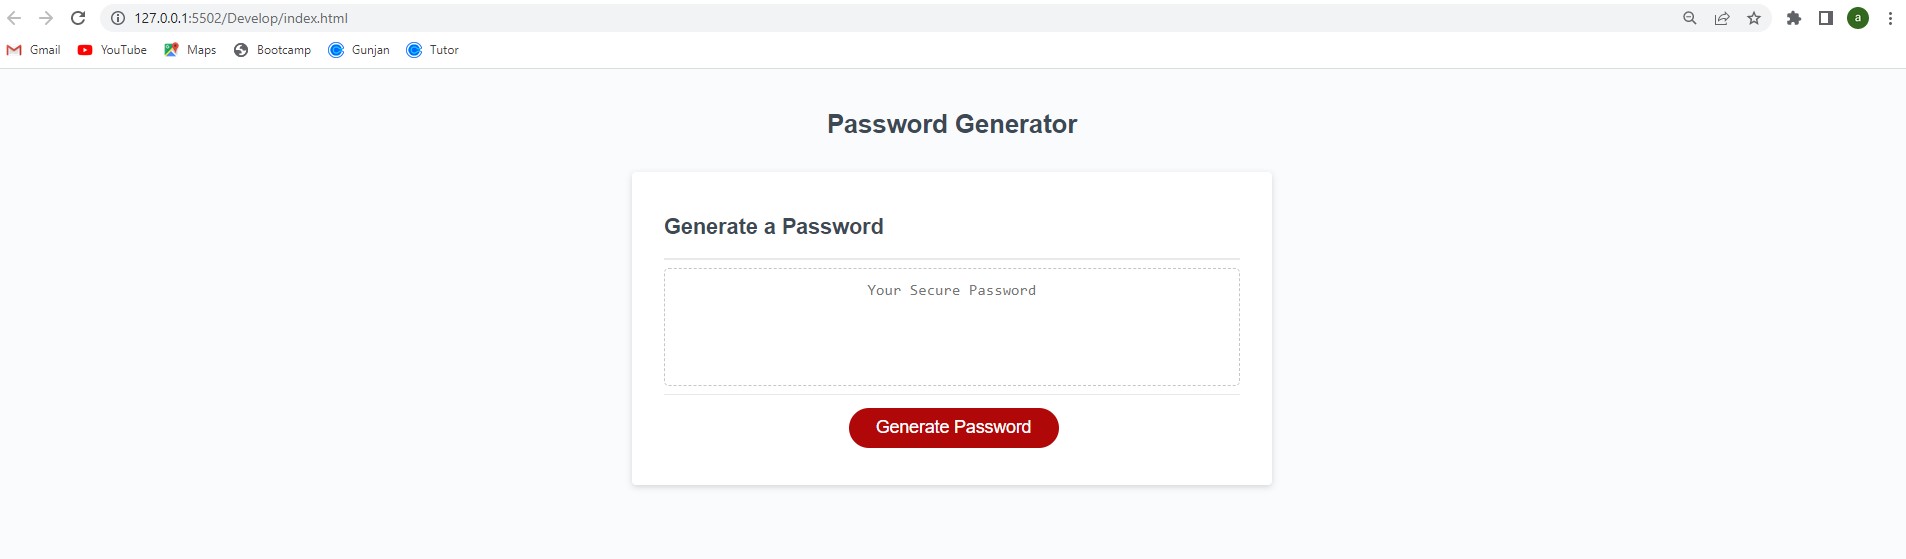 127.0.0.1:5502/Develop/index.html
a
Gmail YouTube Maps Bootcamp Gunjan Tutor
Password Generator
Generate a Password
Your Secure Password
Generate Password